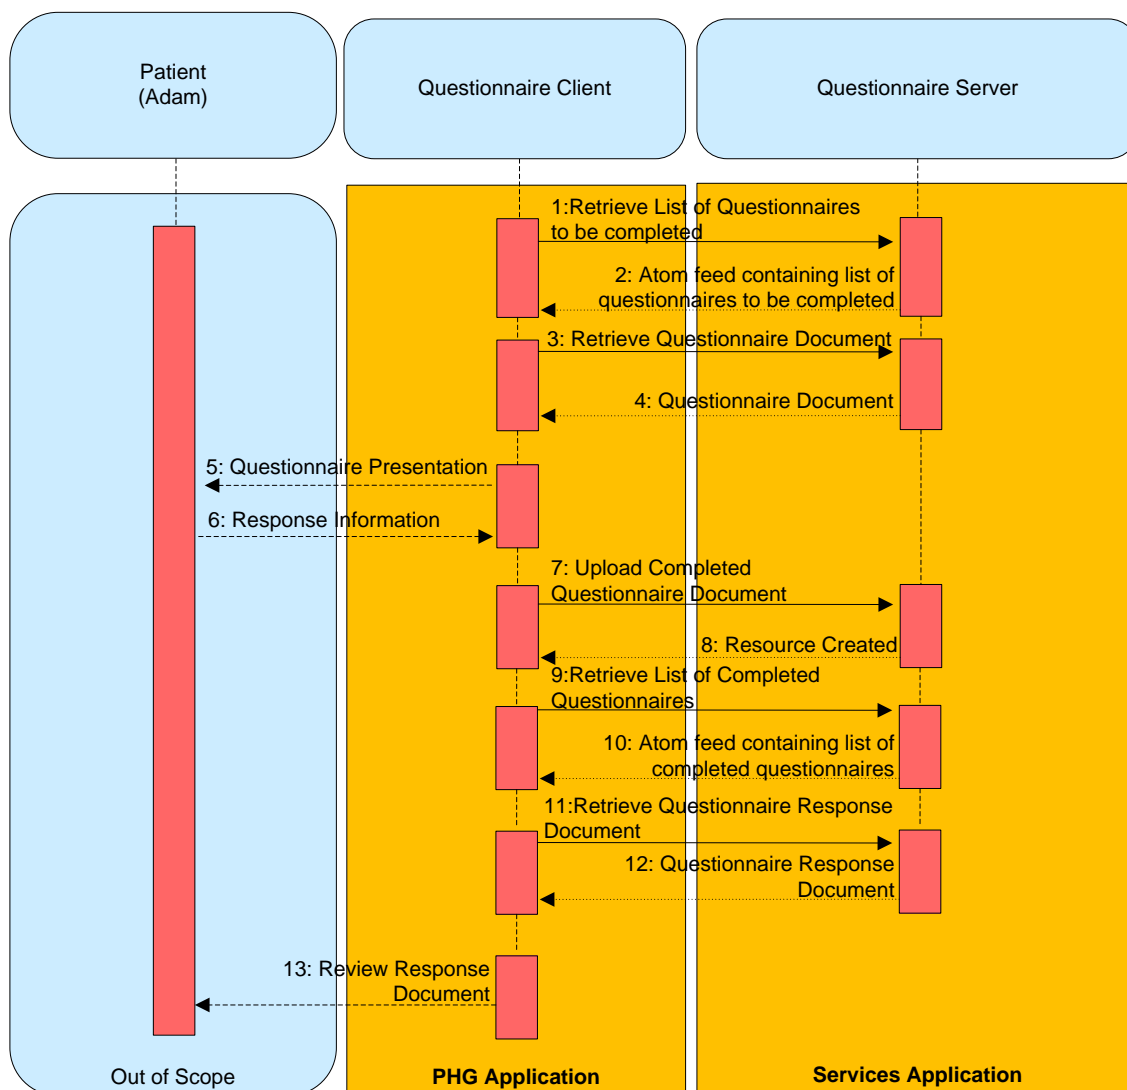 Patient
(Adam)
Questionnaire Client
Questionnaire Server
1:Retrieve List of Questionnaires
to be completed
2: Atom feed containing list of
questionnaires to be completed
3: Retrieve Questionnaire Document
4: Questionnaire Document
5: Questionnaire Presentation
6: Response Information
7: Upload Completed
Questionnaire Document
8: Resource Created
9:Retrieve List of Completed
Questionnaires
10: Atom feed containing list of
completed questionnaires
11:Retrieve Questionnaire Response
Document
12: Questionnaire Response
Document
13: Review Response
Document
Out of Scope
PHG Application
Services Application